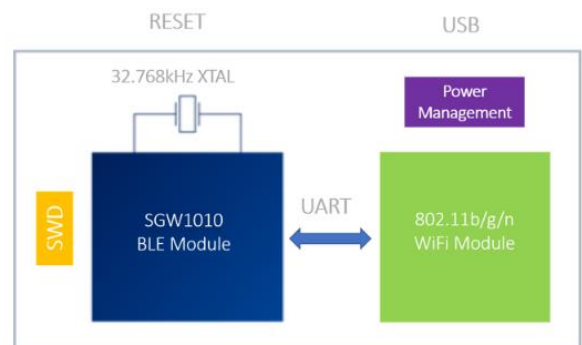 RESET
USB
32.768kHz XTAL
Power
Management
SWD
SGW1010
BLE Module
UART
802.11b/g/n
WiFi Module